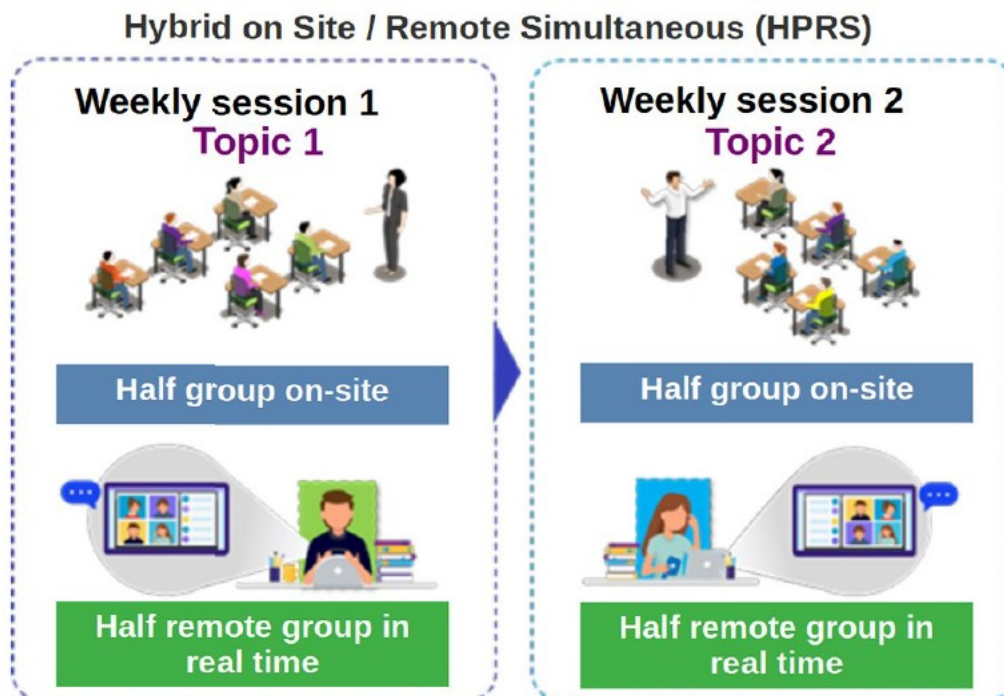 Hybrid on Site / Remote Simultaneous (HPRS)
Weekly session 1
Topic 1
Half group on-site
Half remote group in
real time
Weekly session 2
Topic 2
Half group on-site
Half remote group in
real time